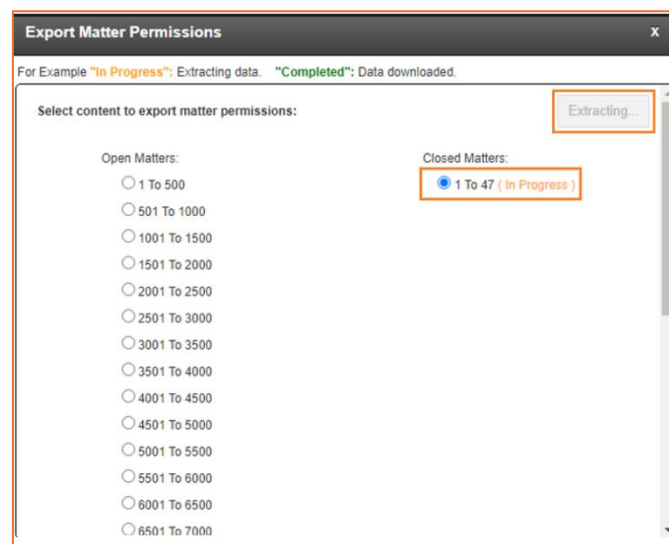 Export Matter Permissions x
For Example "In Progress": Extracting data. "Completed": Data downloaded.
Select content to export matter permissions: Extracting...
Open Matters: Closed Matters:
1 To 500 1 To 47 ( In Progress )
501 To 1000
1001 To 1500
1501 To 2000
2001 To 2500
2501 To 3000
3001 To 3500
3501 To 4000
4001 To 4500
4501 To 5000
5001 To 5500
5501 To 6000
6001 To 6500
6501 To 7000